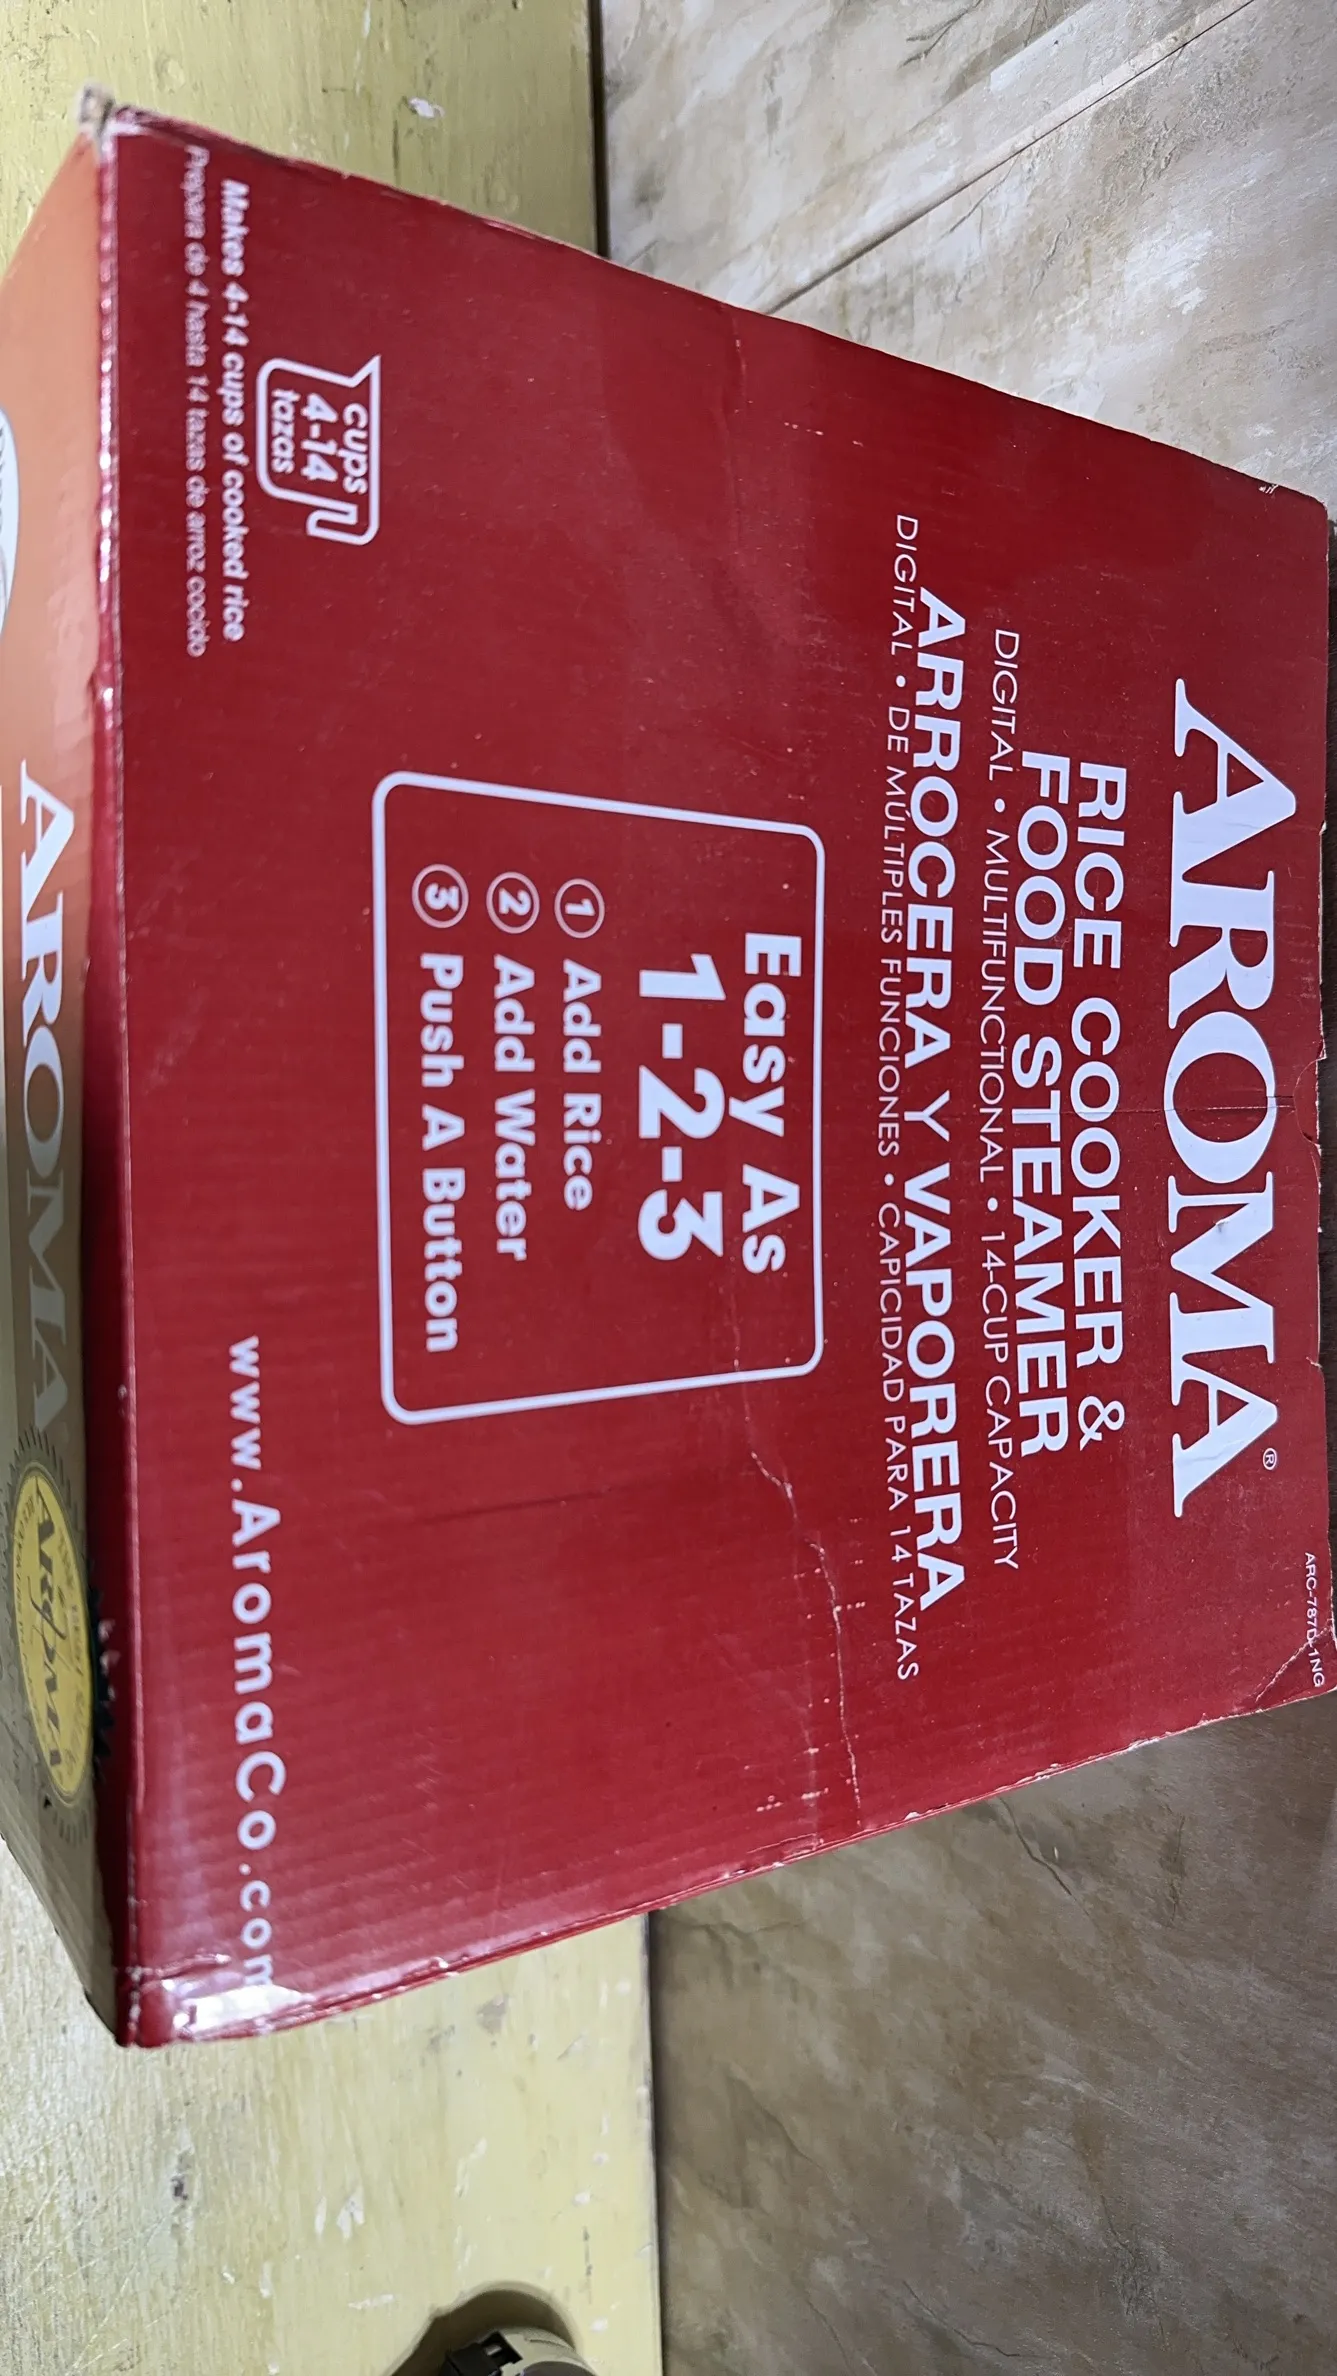 AROMA®
ARC-787D-1NG
RICE COOKER &
FOOD STEAMER
DIGITAL • MULTIFUNCTIONAL • 14-CUP CAPACITY
ARROCERA Y VAPORERA
DIGITAL • DE MÚLTIPLES FUNCIONES • CAPICIDAD PARA 14 TAZAS
Easy As
1-2-3
1 Add Rice
2 Add Water
3 Push A Button
cups
4-14
tazas
Makes 4-14 cups of cooked rice
Prepara de 4 hasta 14 tazas de arroz cocido
www.AromaCo.com
AROMA
AROMA